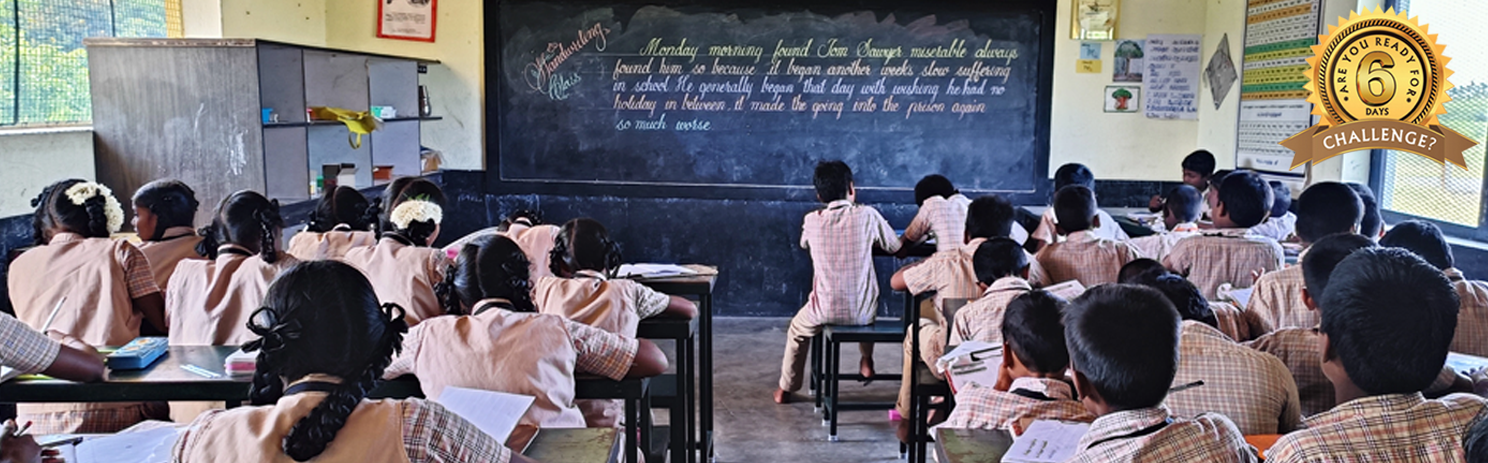 Handwriting
Class
Monday morning found Tom Sawyer miserable always
found him so because it began another weeks slow suffering
in school He generally began that day with wishing he had no
holiday in between, it made the going into the prison again
so much worse
ARE YOU READY FOR
6
DAYS
CHALLENGE?